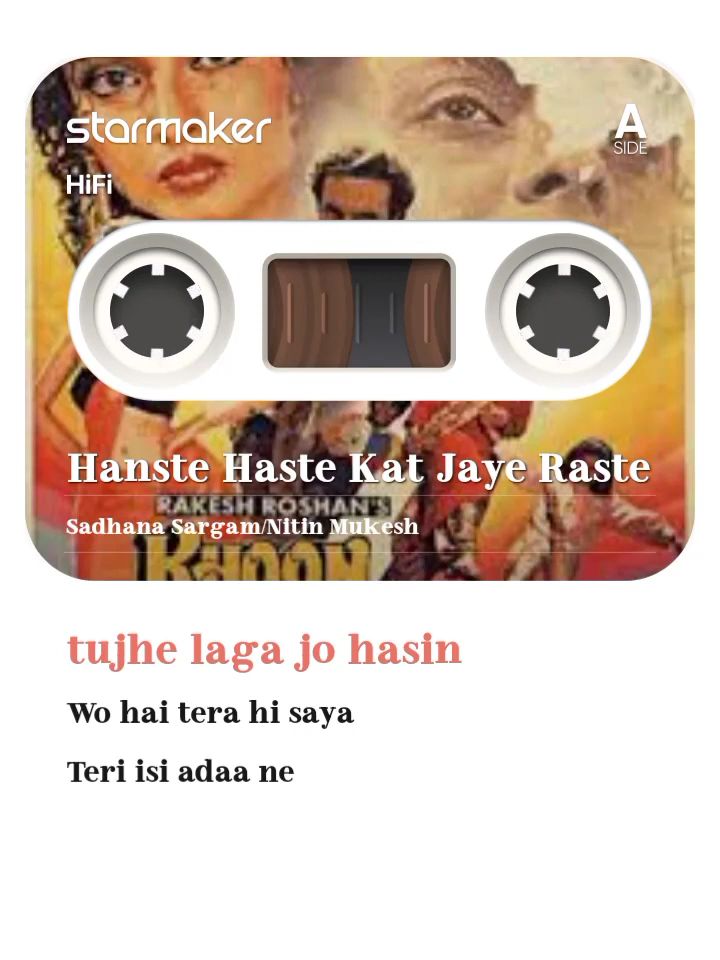 starmaker
A
SIDE
HiFi
Hanste Haste Kat Jaye Raste
RAKESH ROSHAN'S
Sadhana Sargam/Nitin Mukesh
KHOON
tujhe laga jo hasin
Wo hai tera hi saya
Teri isi adaa ne